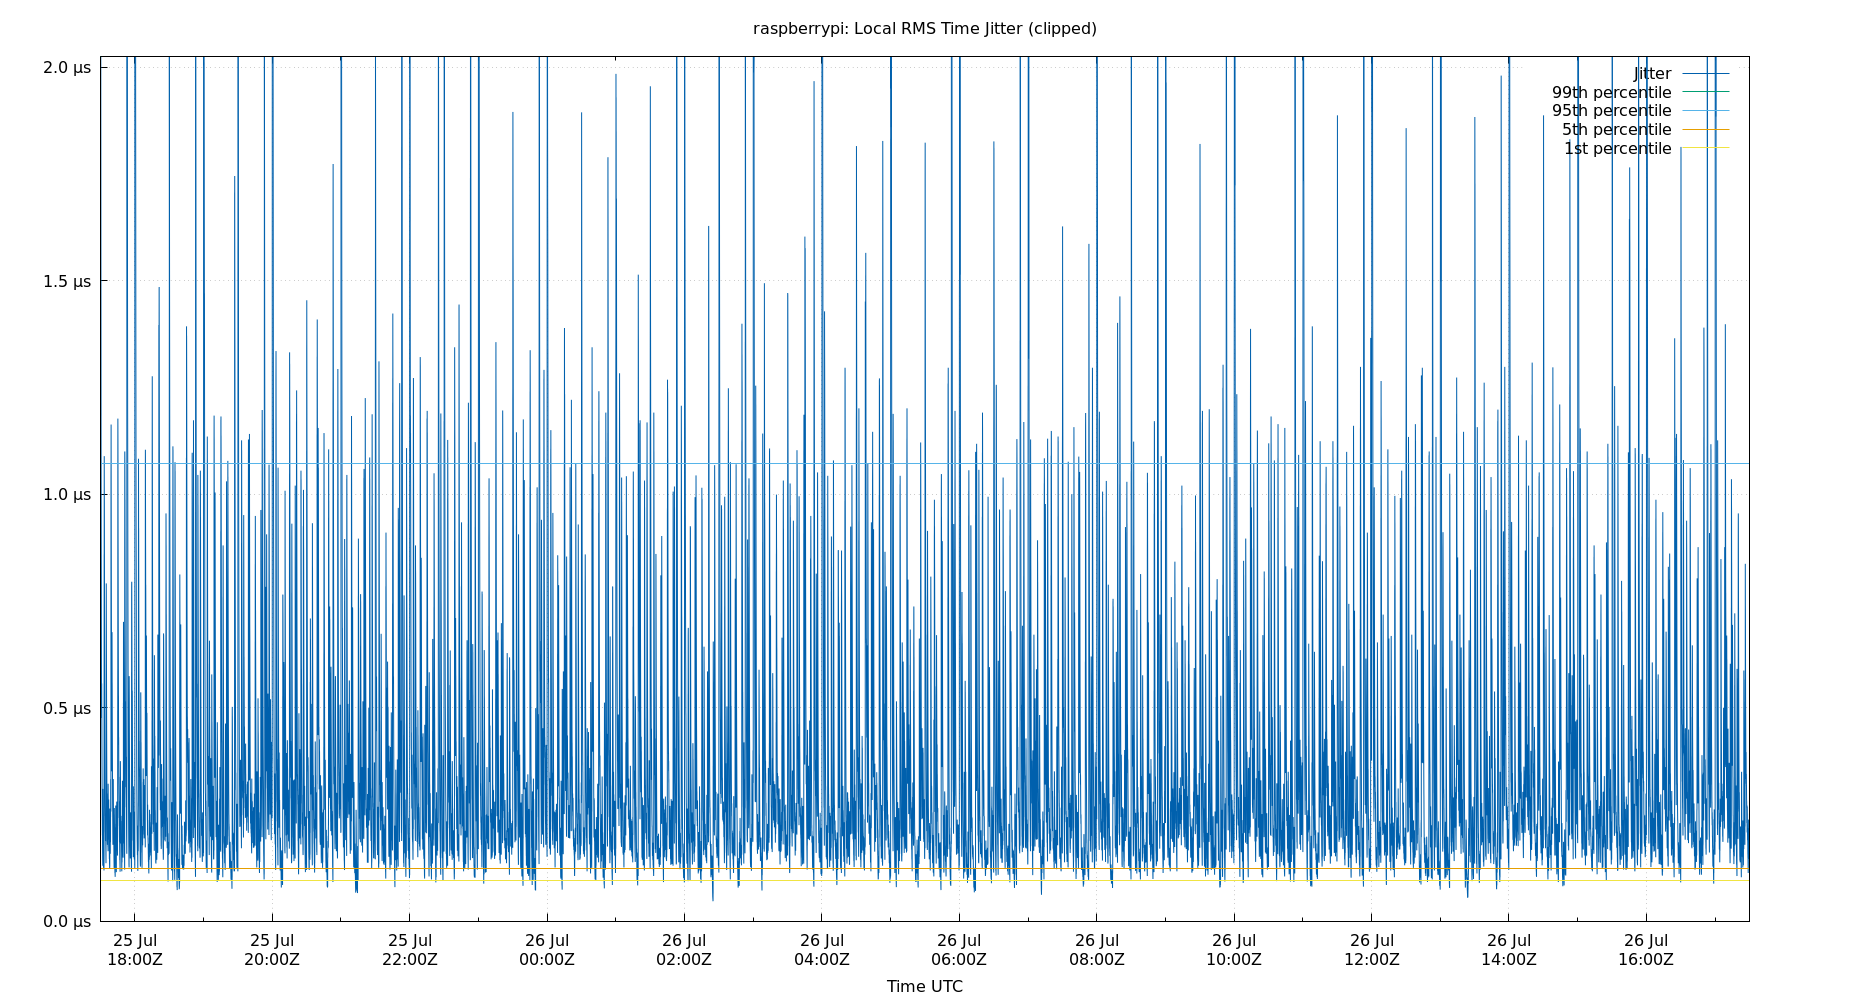 raspberrypi: Local RMS Time Jitter (clipped)
2.0 µs
1.5 µs
1.0 µs
0.5 µs
0.0 µs
Jitter
99th percentile
95th percentile
5th percentile
1st percentile
25 Jul 25 Jul 25 Jul 26 Jul 26 Jul 26 Jul 26 Jul 26 Jul 26 Jul 26 Jul 26 Jul 26 Jul
18:00Z 20:00Z 22:00Z 00:00Z 02:00Z 04:00Z 06:00Z 08:00Z 10:00Z 12:00Z 14:00Z 16:00Z
Time UTC